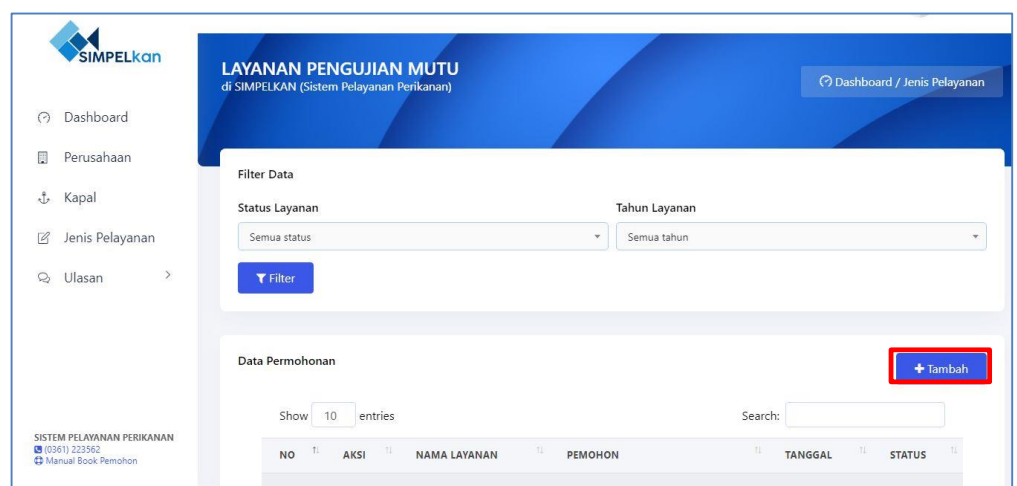 SIMPELkan
Dashboard
Perusahaan
Kapal
Jenis Pelayanan
Ulasan
SISTEM PELAYANAN PERIKANAN
(0361) 223562
Manual Book Pemohon
LAYANAN PENGUJIAN MUTU
di SIMPELKAN (Sistem Pelayanan Perikanan)
Dashboard / Jenis Pelayanan
Filter Data
Status Layanan Tahun Layanan
Semua status Semua tahun
Filter
Data Permohonan
+ Tambah
Show 10 entries Search:
NO AKSI NAMA LAYANAN PEMOHON TANGGAL STATUS